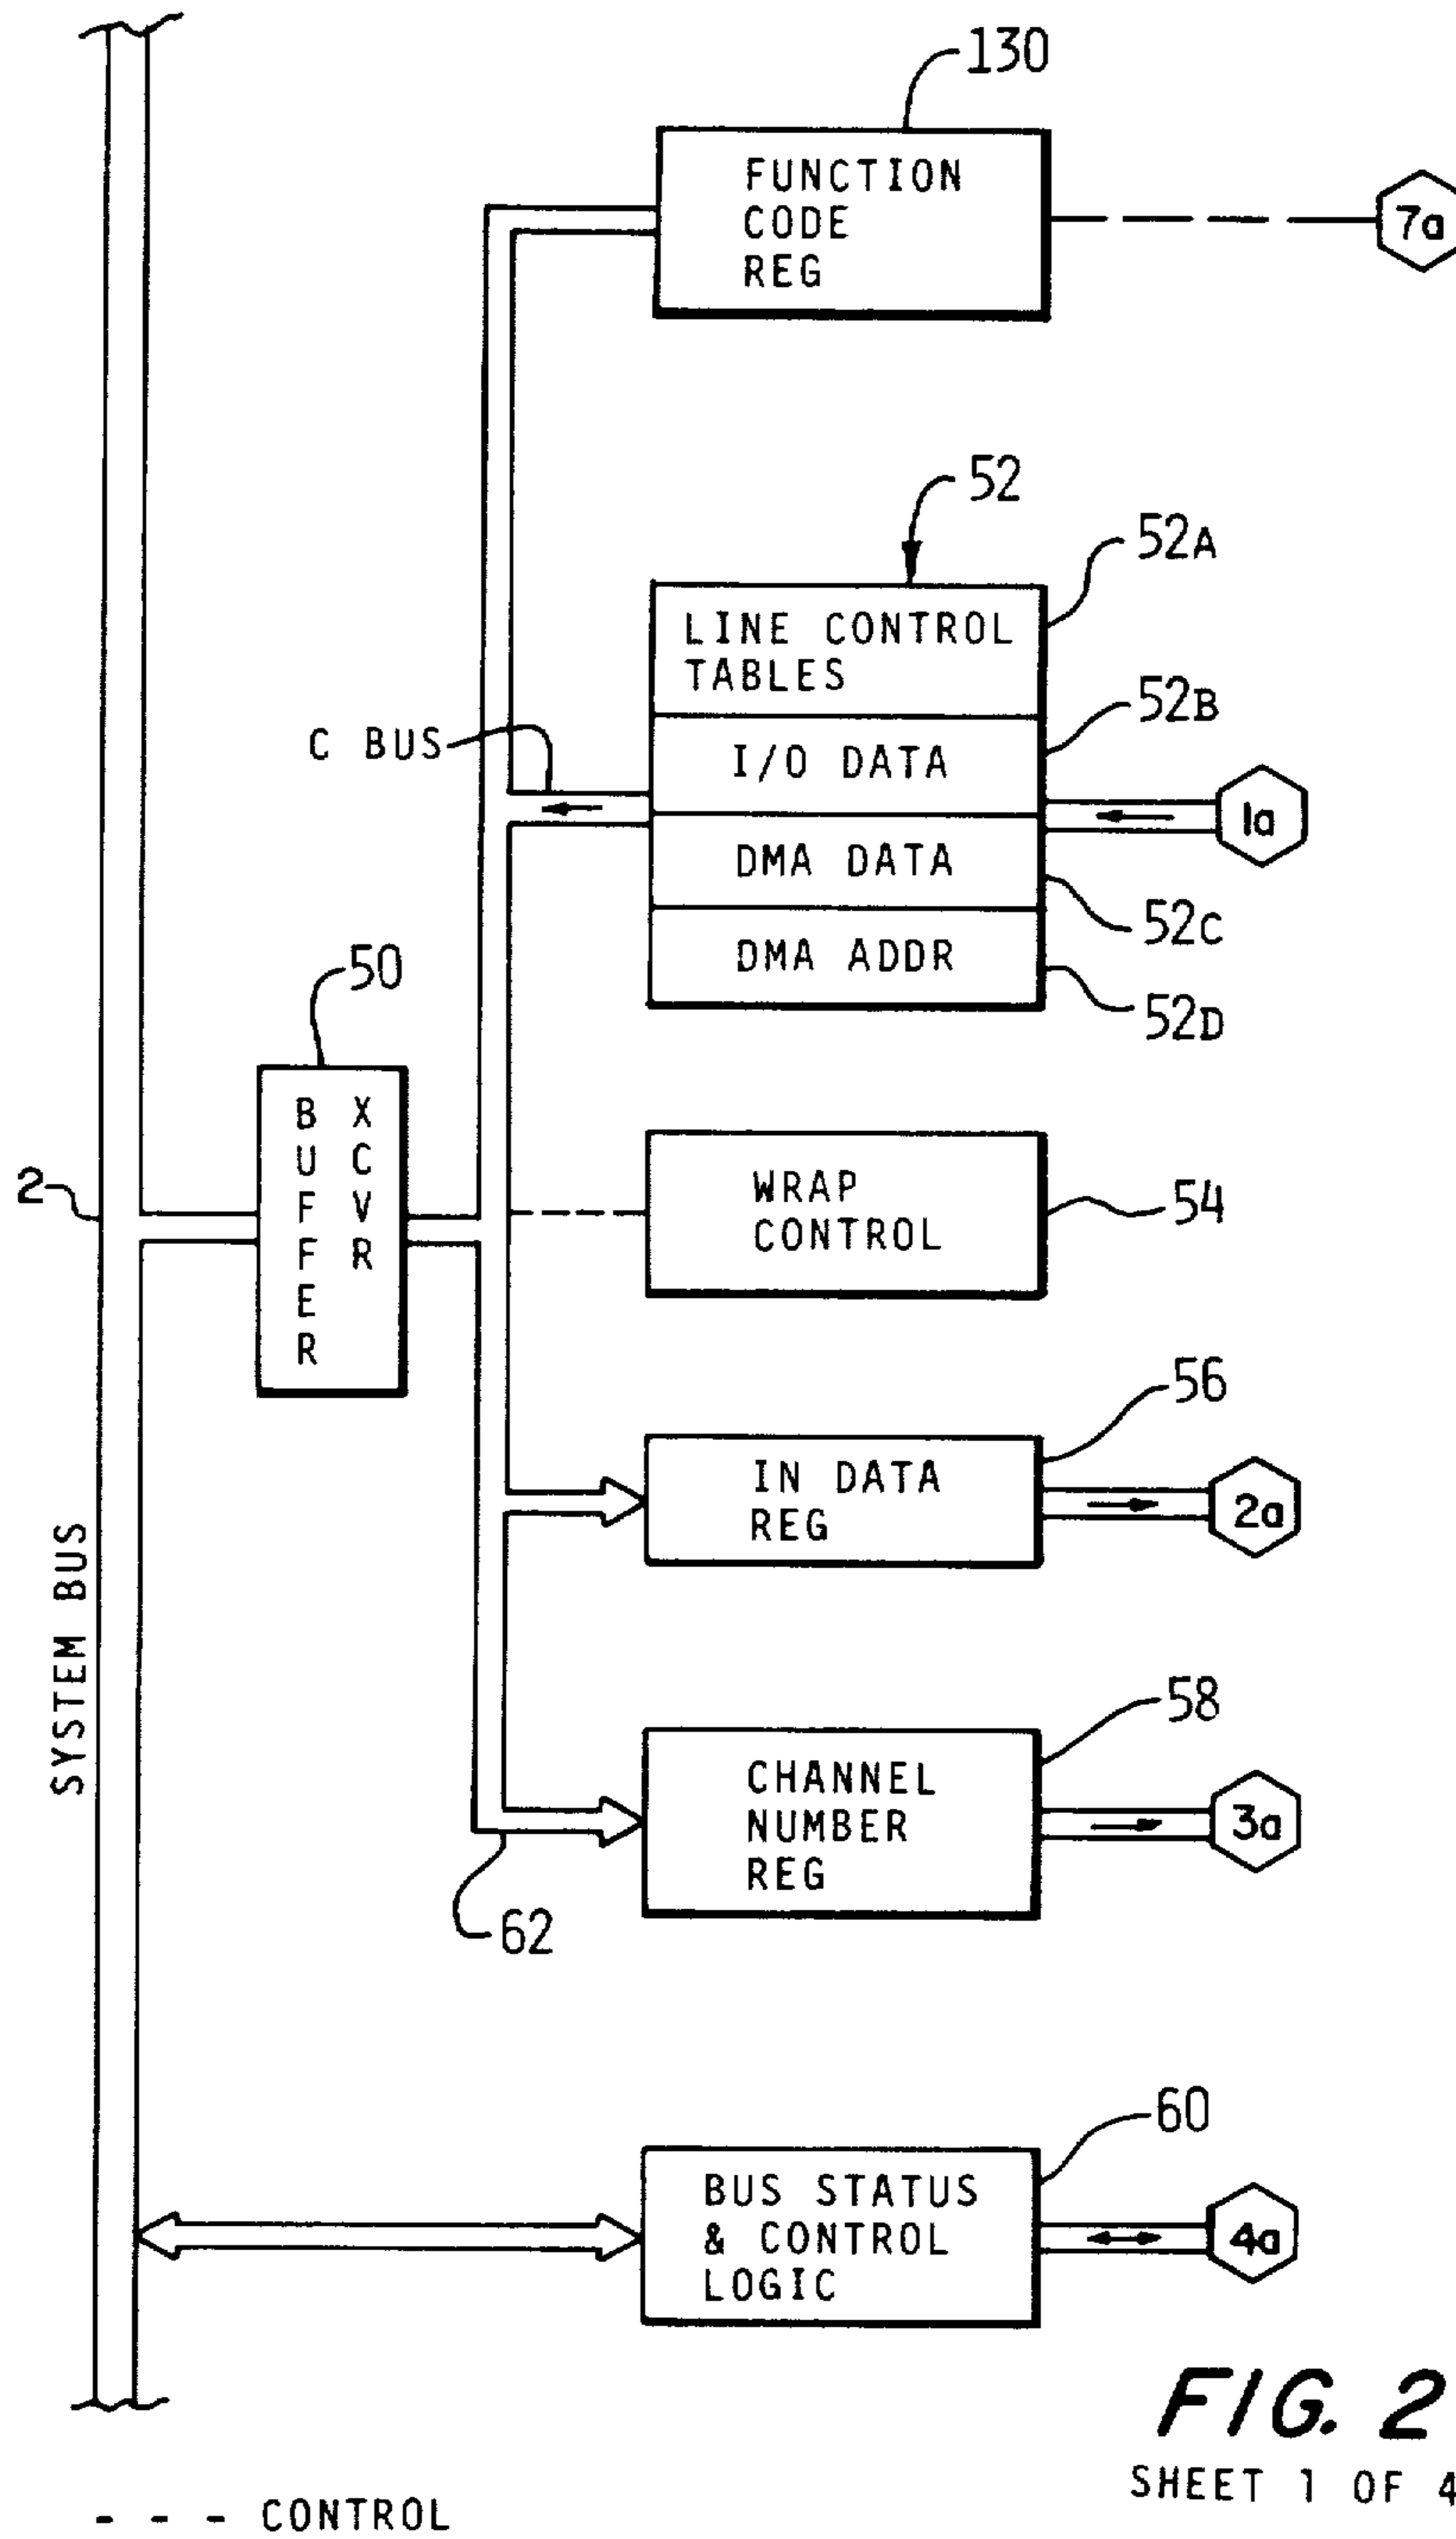 130
FUNCTION
CODE
REG
7a
52
52A
LINE CONTROL
TABLES
52B
C BUS
I/O DATA
1a
DMA DATA
52C
DMA ADDR
52D
50
BUFFER
XCVR
2
WRAP
CONTROL
54
56
IN DATA
REG
2a
SYSTEM BUS
58
CHANNEL
NUMBER
REG
3a
62
60
BUS STATUS
& CONTROL
LOGIC
4a
FIG. 2
SHEET 1 OF 4
- - - CONTROL